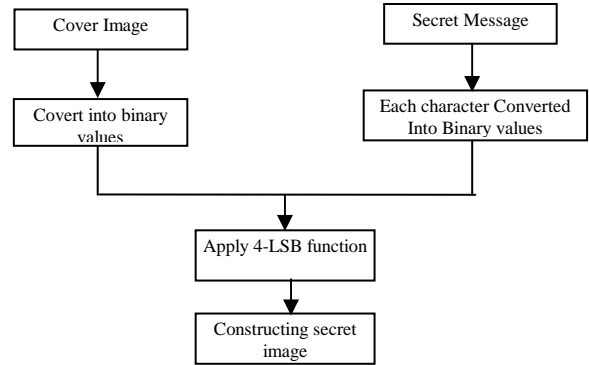 Cover Image
Secret Message
Covert into binary
values
Each character Converted
Into Binary values
Apply 4-LSB function
Constructing secret
image